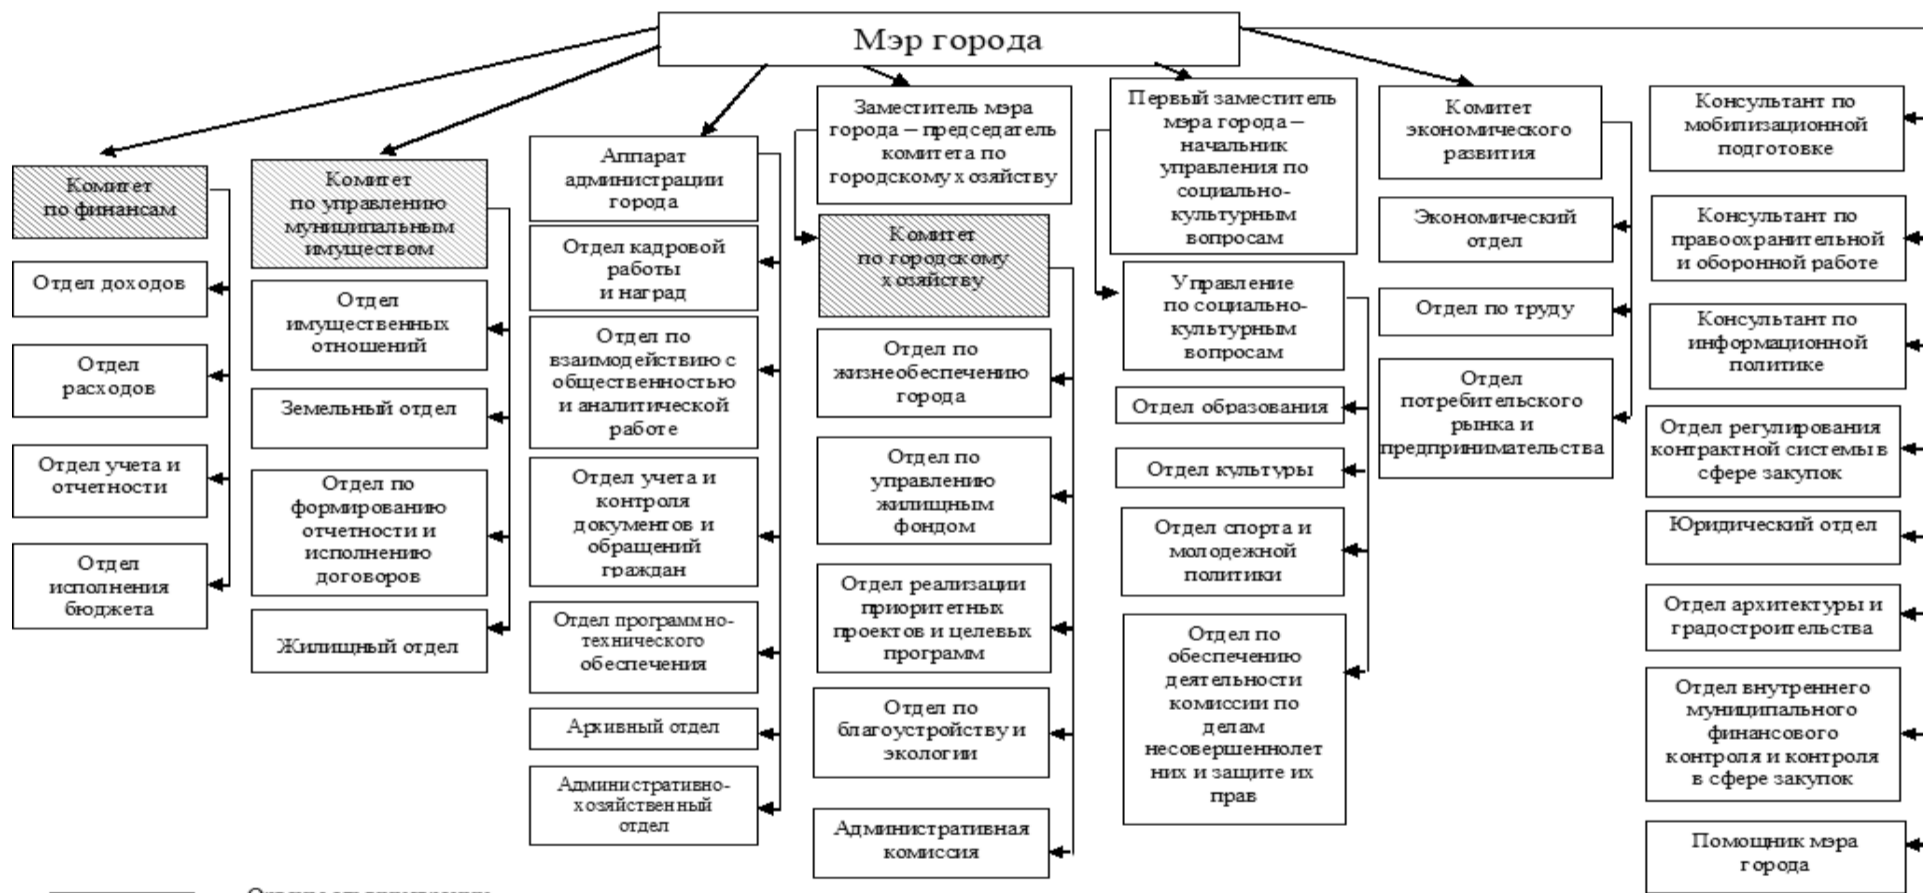 Мэр города
Комитет
по финансам
Отдел доходов
Отдел
расходов
Отдел учета и
отчетности
Отдел
исполнения
бюджета
Комитет
по управлению
муниципальным
имуществом
Отдел
имущественных
отношений
Земельный отдел
Отдел по
формированию
отчетности и
исполнению
договоров
Жилищный отдел
Аппарат
администрации
города
Отдел кадровой
работы
и наград
Отдел по
взаимодействию с
общественностью
и аналитической
работе
Отдел учета и
контроля
документов и
обращений
граждан
Отдел программно-
технического
обеспечения
Архивный отдел
Административно-
хозяйственный
отдел
Заместитель мэра
города – председатель
комитета по
городскому хозяйству
Комитет
по городскому
хозяйству
Отдел по
жизнеобеспечению
города
Отдел по
управлению
жилищным
фондом
Отдел реализации
приоритетных
проектов и целевых
программ
Отдел по
благоустройству и
экологии
Административная
комиссия
Первый заместитель
мэра города –
начальник
управления по
социально-
культурным
вопросам
Управление
по социально-
культурным
вопросам
Отдел образования
Отдел культуры
Отдел спорта и
молодежной
политики
Отдел по
обеспечению
деятельности
комиссии по
делам
несовершеннолет
них и защите их
прав
Комитет
экономического
развития
Экономический
отдел
Отдел по труду
Отдел
потребительского
рынка и
предпринимательства
Консультант по
мобилизационной
подготовке
Консультант по
правоохранительной
и оборонной работе
Консультант по
информационной
политике
Отдел регулирования
контрактной системы в
сфере закупок
Юридический отдел
Отдел архитектуры и
градостроительства
Отдел внутреннего
муниципального
финансового
контроля и контроля
в сфере закупок
Помощник мэра
города